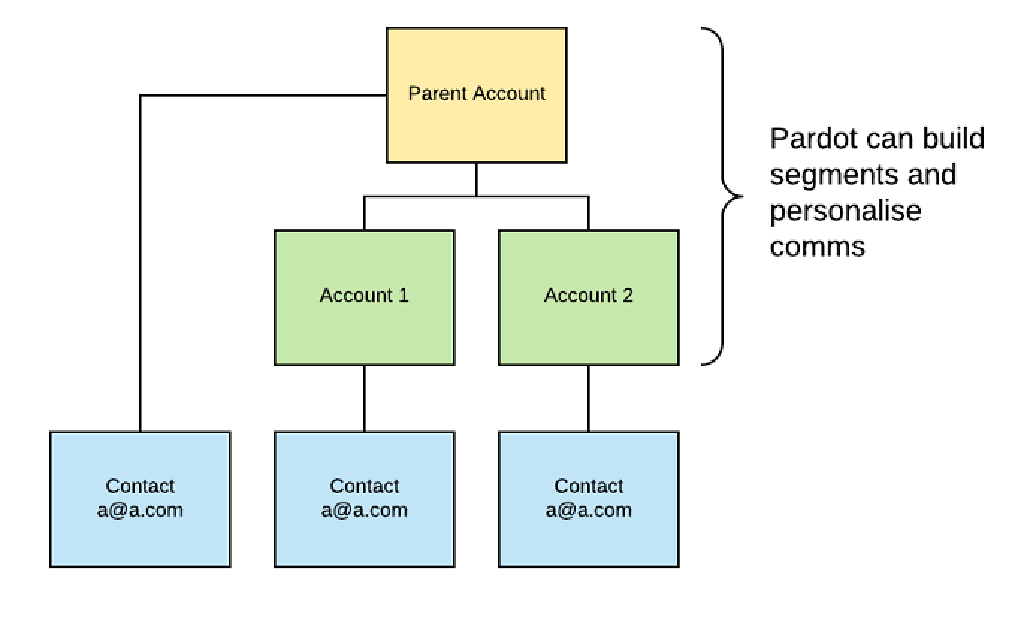 Parent Account
Pardot can build
segments and
personalise
comms
Account 1
Account 2
Contact
a@a.com
Contact
a@a.com
Contact
a@a.com